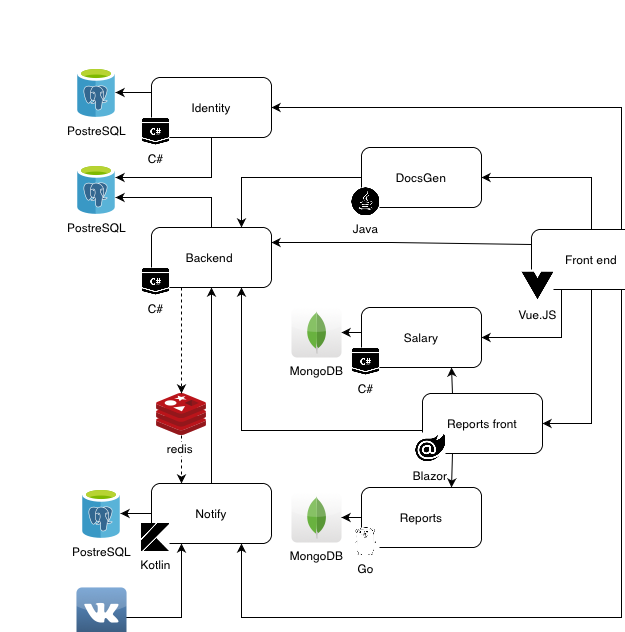 Identity
C#
PostreSQL
C#
PostreSQL
DocsGen
Java
Backend
C#
C#
Front end
Vue.JS
Salary
MongoDB
C#
C#
Reports front
@
Blazor
redis
Notify
PostreSQL
Kotlin
Reports
MongoDB
Go